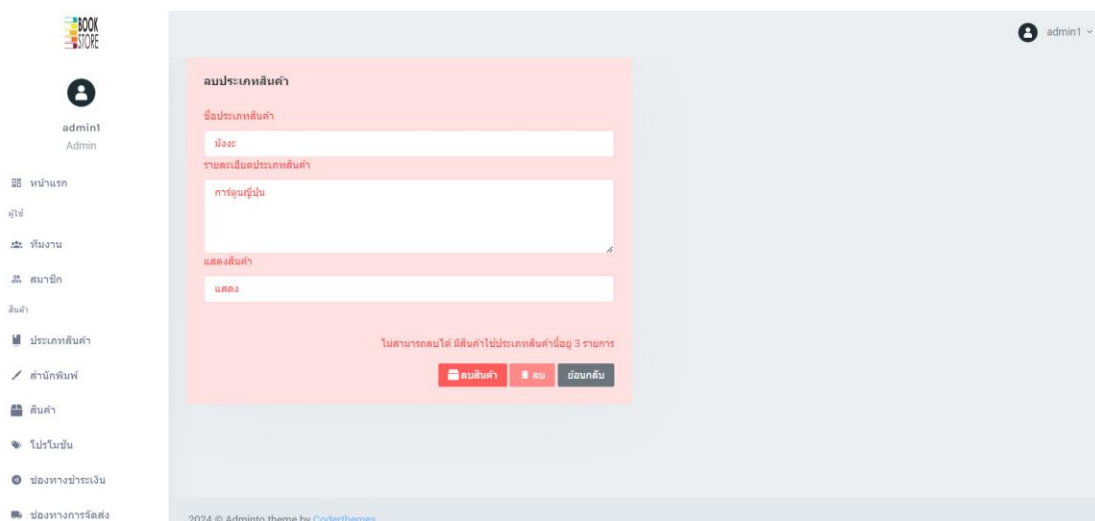 BOOK
STORE
admin1
admin1
Admin
หน้าแรก
ผู้ใช้
ทีมงาน
สมาชิก
สินค้า
ประเภทสินค้า
สำนักพิมพ์
สินค้า
โปรโมชัน
ช่องทางชำระเงิน
ช่องทางการจัดส่ง
ลบประเภทสินค้า
ชื่อประเภทสินค้า
มังงะ
รายละเอียดประเภทสินค้า
การ์ตูนญี่ปุ่น
แสดงสินค้า
แสดง
ไม่สามารถลบได้ มีสินค้าใช้ประเภทสินค้านี้อยู่ 3 รายการ
ลบสินค้า ลบ ย้อนกลับ
2024 © Adminto theme by Coderthemes